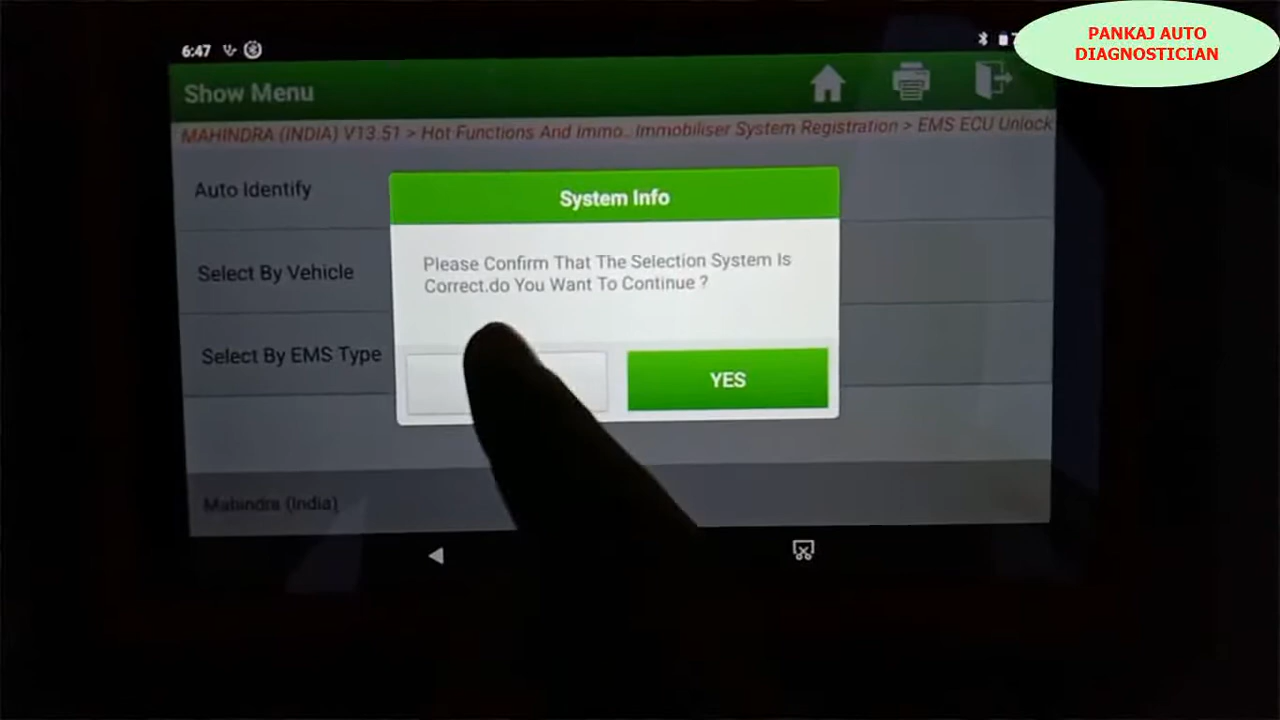 PANKAJ AUTO
DIAGNOSTICIAN
6:47
Show Menu
MAHINDRA (INDIA) V13.51 > Hot Functions And Immo.. Immobiliser System Registration > EMS ECU Unlock
Auto Identify
Select By Vehicle
Select By EMS Type
System Info
Please Confirm That The Selection System Is
Correct.do You Want To Continue ?
YES
Mahindra (India)